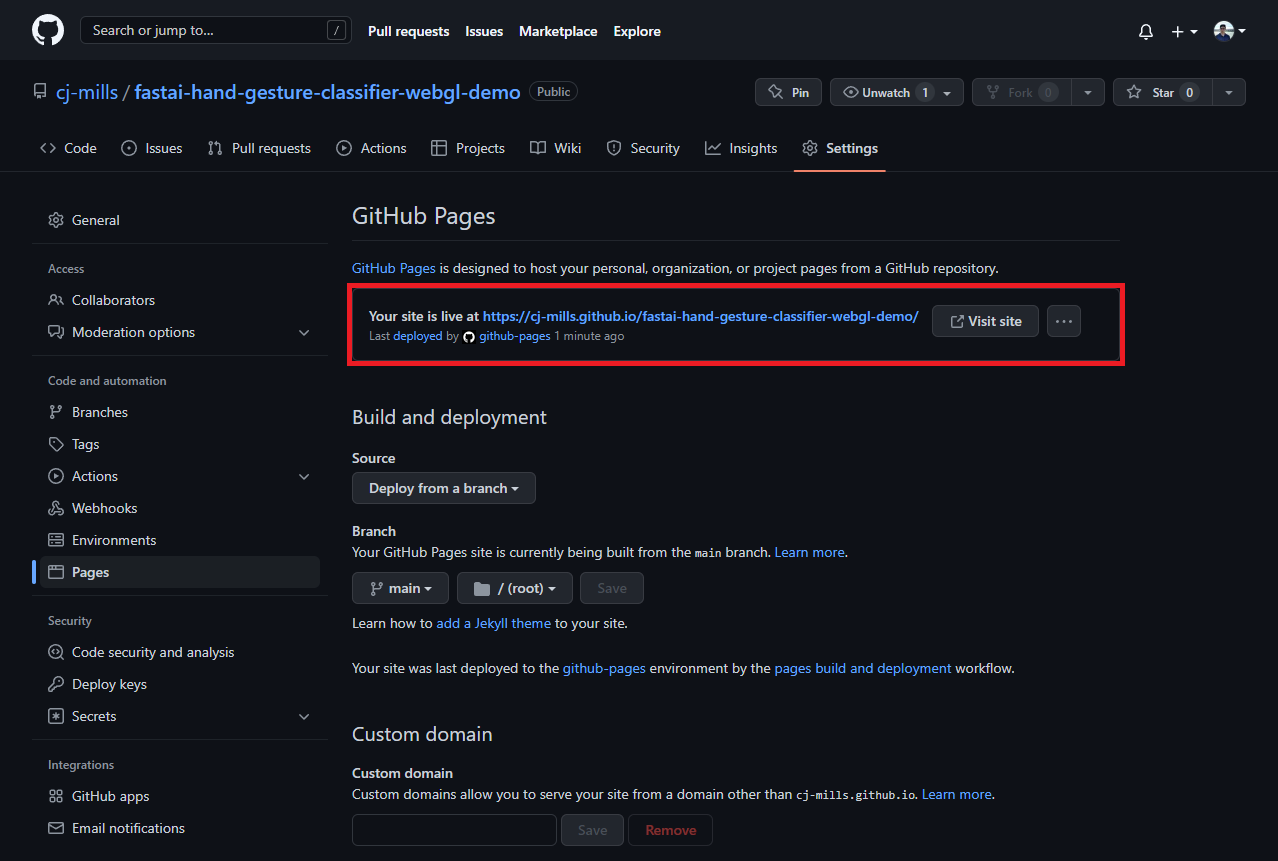 Search or jump to... /
Pull requests Issues Marketplace Explore
cj-mills / fastai-hand-gesture-classifier-webgl-demo Public
Pin Unwatch 1 Fork 0 Star 0
Code Issues Pull requests Actions Projects Wiki Security Insights Settings
General
Access
Collaborators
Moderation options
Code and automation
Branches
Tags
Actions
Webhooks
Environments
Pages
Security
Code security and analysis
Deploy keys
Secrets
Integrations
GitHub apps
Email notifications
GitHub Pages
GitHub Pages is designed to host your personal, organization, or project pages from a GitHub repository.
Your site is live at https://cj-mills.github.io/fastai-hand-gesture-classifier-webgl-demo/
Last deployed by github-pages 1 minute ago
Visit site ...
Build and deployment
Source
Deploy from a branch
Branch
Your GitHub Pages site is currently being built from the main branch. Learn more.
main / (root) Save
Learn how to add a Jekyll theme to your site.
Your site was last deployed to the github-pages environment by the pages build and deployment workflow.
Custom domain
Custom domain
Custom domains allow you to serve your site from a domain other than cj-mills.github.io. Learn more.
Save Remove